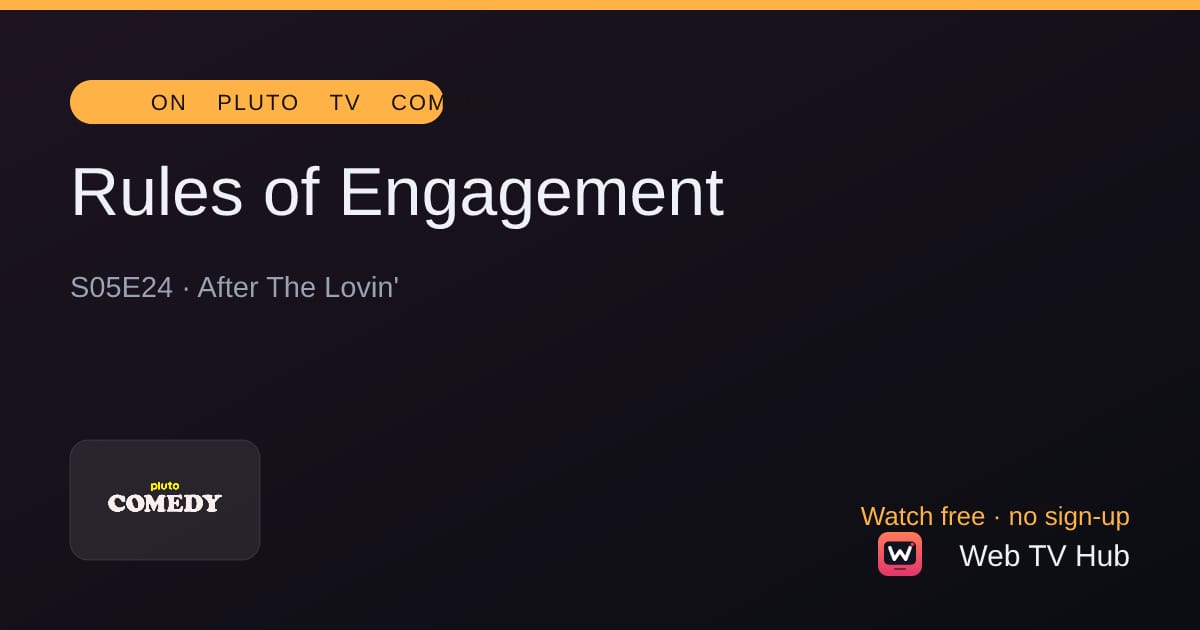 ON PLUTO TV COMEDY
Rules of Engagement
S05E24 · After The Lovin'
pluto
COMEDY
Watch free · no sign-up
W
Web TV Hub